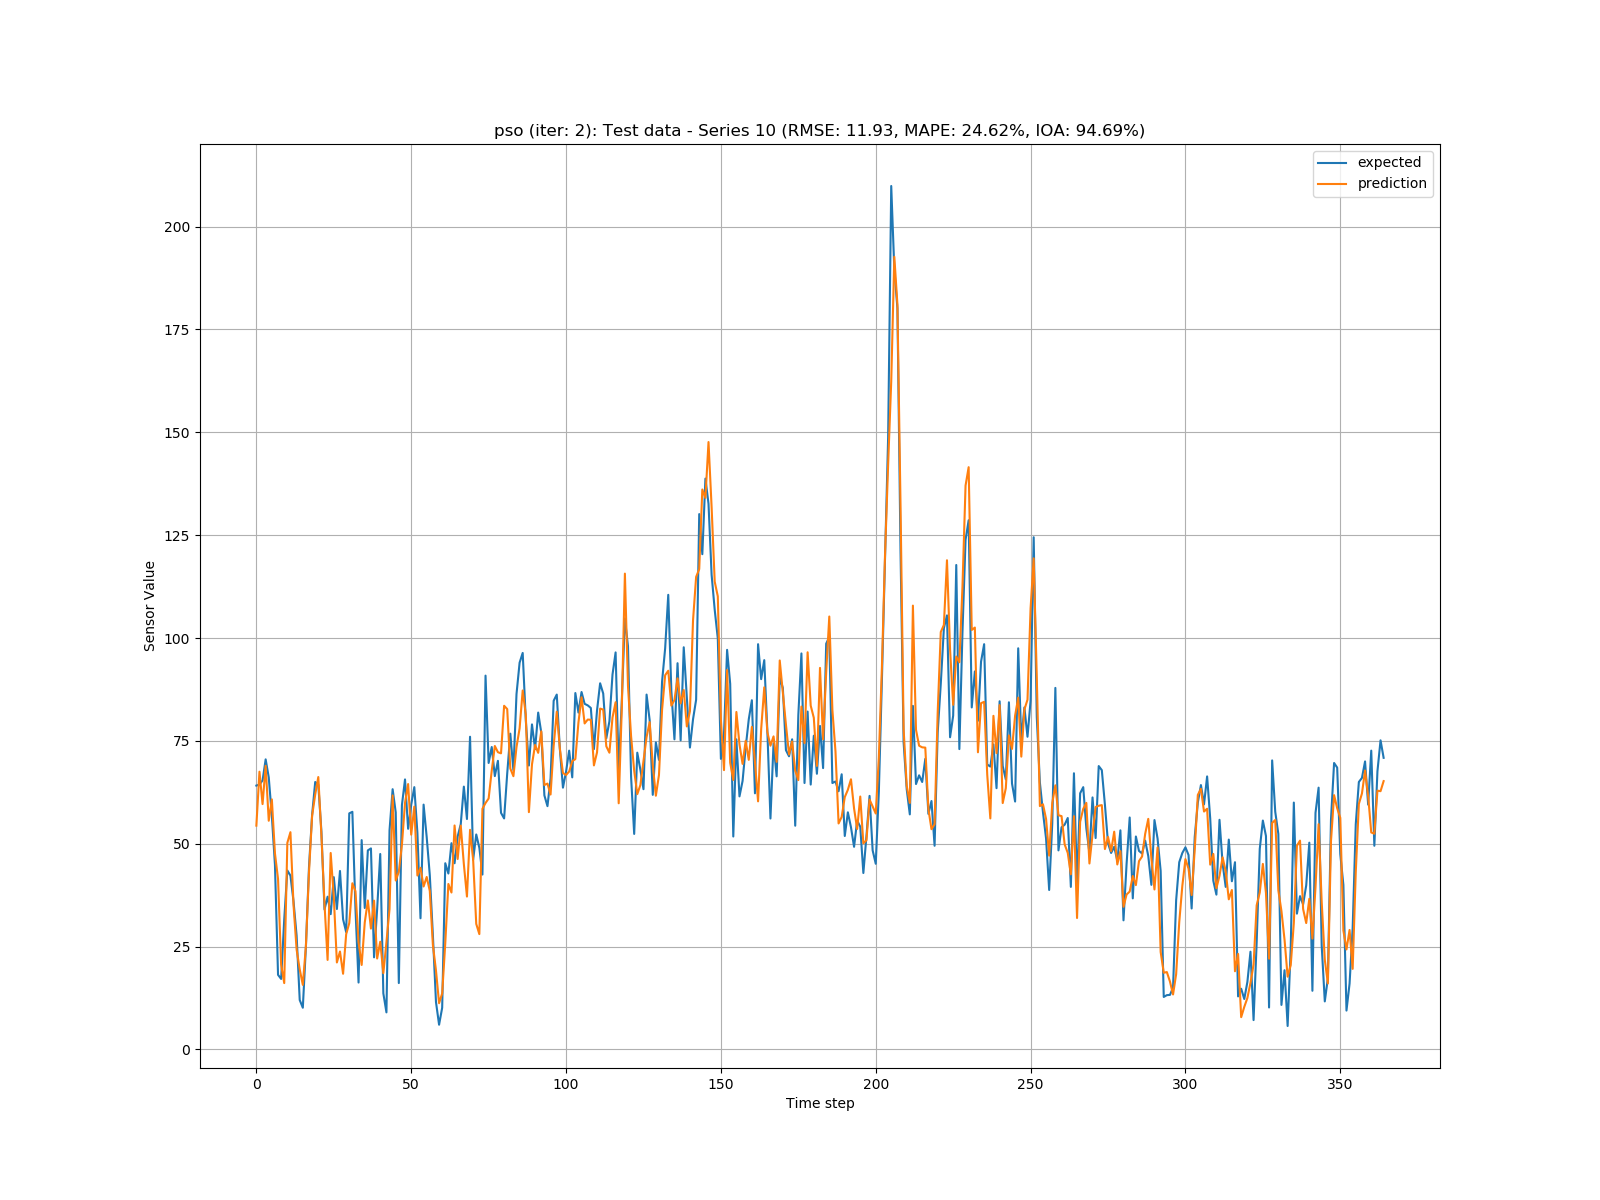 pso (iter: 2): Test data - Series 10 (RMSE: 11.93, MAPE: 24.62%, IOA: 94.69%)
expected
prediction
200
175
150
125
100
75
50
25
0
Sensor Value
0 50 100 150 200 250 300 350
Time step